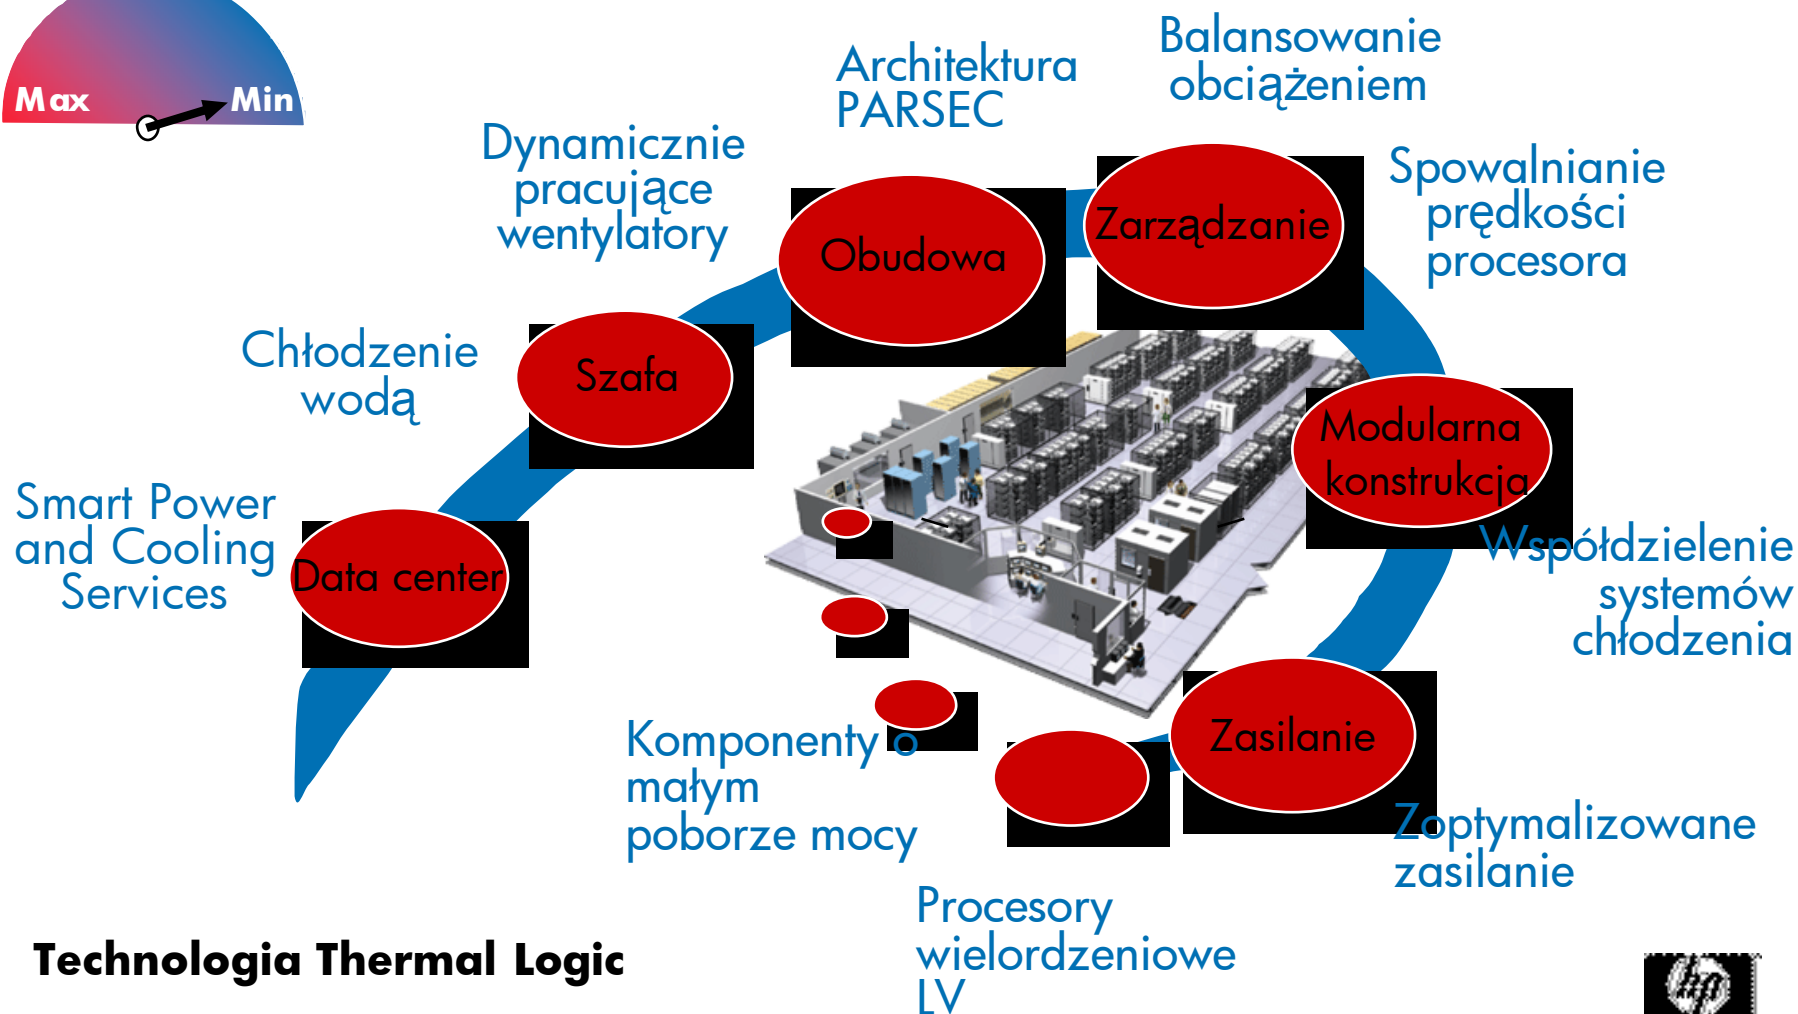 Max
Min
Architektura
PARSEC
Balansowanie
obciążeniem
Dynamicznie
pracujące
wentylatory
Spowalnianie
prędkości
procesora
Obudowa
Zarządzanie
Chłodzenie
wodą
Szafa
Modularna
konstrukcja
Smart Power
and Cooling
Services
Data center
Współdzielenie
systemów
chłodzenia
Komponenty o
małym
poborze mocy
Zasilanie
Zoptymalizowane
zasilanie
Procesory
wielordzeniowe
LV
Technologia Thermal Logic
hp